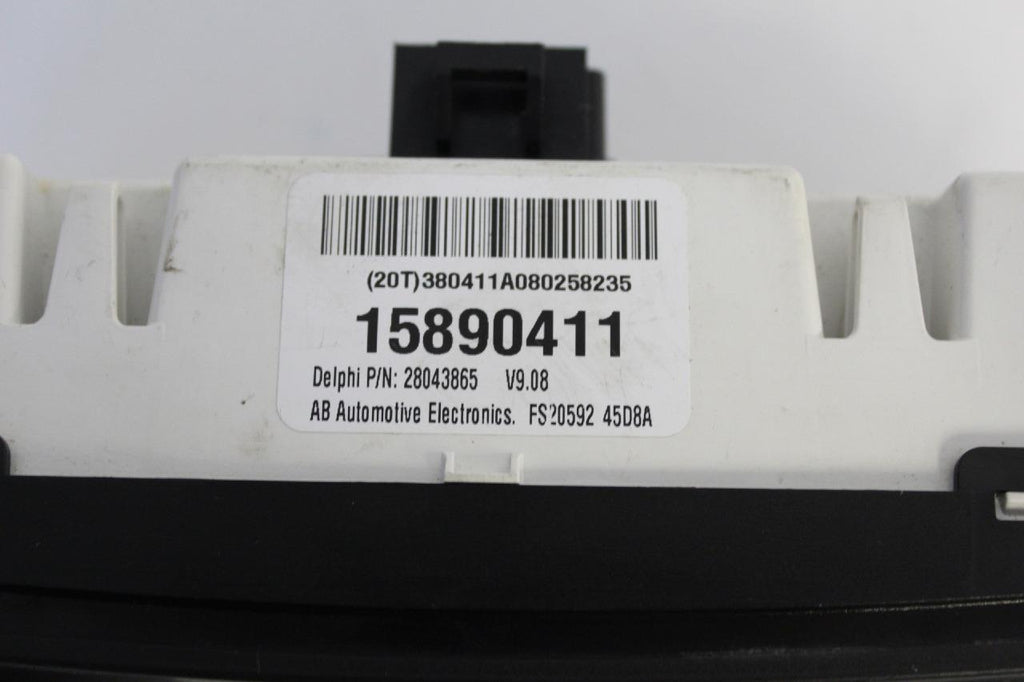 (20T)380411A080258235
15890411
Delphi P/N: 28043865 V9.08
AB Automotive Electronics. FS20592 45D8A